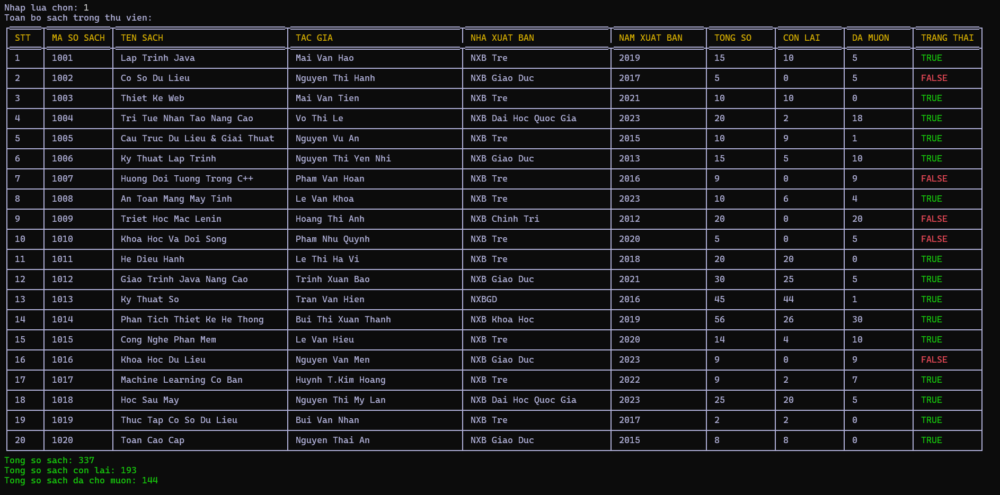 Nhap lua chon: 1
Toan bo sach trong thu vien:
STT MA SO SACH TEN SACH TAC GIA NHA XUAT BAN NAM XUAT BAN TONG SO CON LAI DA MUON TRANG THAI
1 1001 Lap Trinh Java Mai Van Hao NXB Tre 2019 15 10 5 TRUE
2 1002 Co So Du Lieu Nguyen Thi Hanh NXB Giao Duc 2017 5 0 5 FALSE
3 1003 Thiet Ke Web Mai Van Tien NXB Tre 2021 10 10 0 TRUE
4 1004 Tri Tue Nhan Tao Nang Cao Vo Thi Le NXB Dai Hoc Quoc Gia 2023 20 2 18 TRUE
5 1005 Cau Truc Du Lieu & Giai Thuat Nguyen Vu An NXB Tre 2015 10 9 1 TRUE
6 1006 Ky Thuat Lap Trinh Nguyen Thi Yen Nhi NXB Giao Duc 2013 15 5 10 TRUE
7 1007 Huong Doi Tuong Trong C++ Pham Van Hoan NXB Tre 2016 9 0 9 FALSE
8 1008 An Toan Mang May Tinh Le Van Khoa NXB Tre 2023 10 6 4 TRUE
9 1009 Triet Hoc Mac Lenin Hoang Thi Anh NXB Chinh Tri 2012 20 0 20 FALSE
10 1010 Khoa Hoc Va Doi Song Pham Nhu Quynh NXB Tre 2020 5 0 5 FALSE
11 1011 He Dieu Hanh Le Thi Ha Vi NXB Tre 2018 20 20 0 TRUE
12 1012 Giao Trinh Java Nang Cao Trinh Xuan Bao NXB Giao Duc 2021 30 25 5 TRUE
13 1013 Ky Thuat So Tran Van Hien NXBGD 2016 45 44 1 TRUE
14 1014 Phan Tich Thiet Ke He Thong Bui Thi Xuan Thanh NXB Khoa Hoc 2019 56 26 30 TRUE
15 1015 Cong Nghe Phan Mem Le Van Hieu NXB Tre 2020 14 4 10 TRUE
16 1016 Khoa Hoc Du Lieu Nguyen Van Men NXB Giao Duc 2023 9 0 9 FALSE
17 1017 Machine Learning Co Ban Huynh T.Kim Hoang NXB Tre 2022 9 2 7 TRUE
18 1018 Hoc Sau May Nguyen Thi My Lan NXB Dai Hoc Quoc Gia 2023 25 20 5 TRUE
19 1019 Thuc Tap Co So Du Lieu Bui Van Nhan NXB Tre 2017 2 2 0 TRUE
20 1020 Toan Cao Cap Nguyen Thai An NXB Giao Duc 2015 8 8 0 TRUE
Tong so sach: 337
Tong so sach con lai: 193
Tong so sach da cho muon: 144